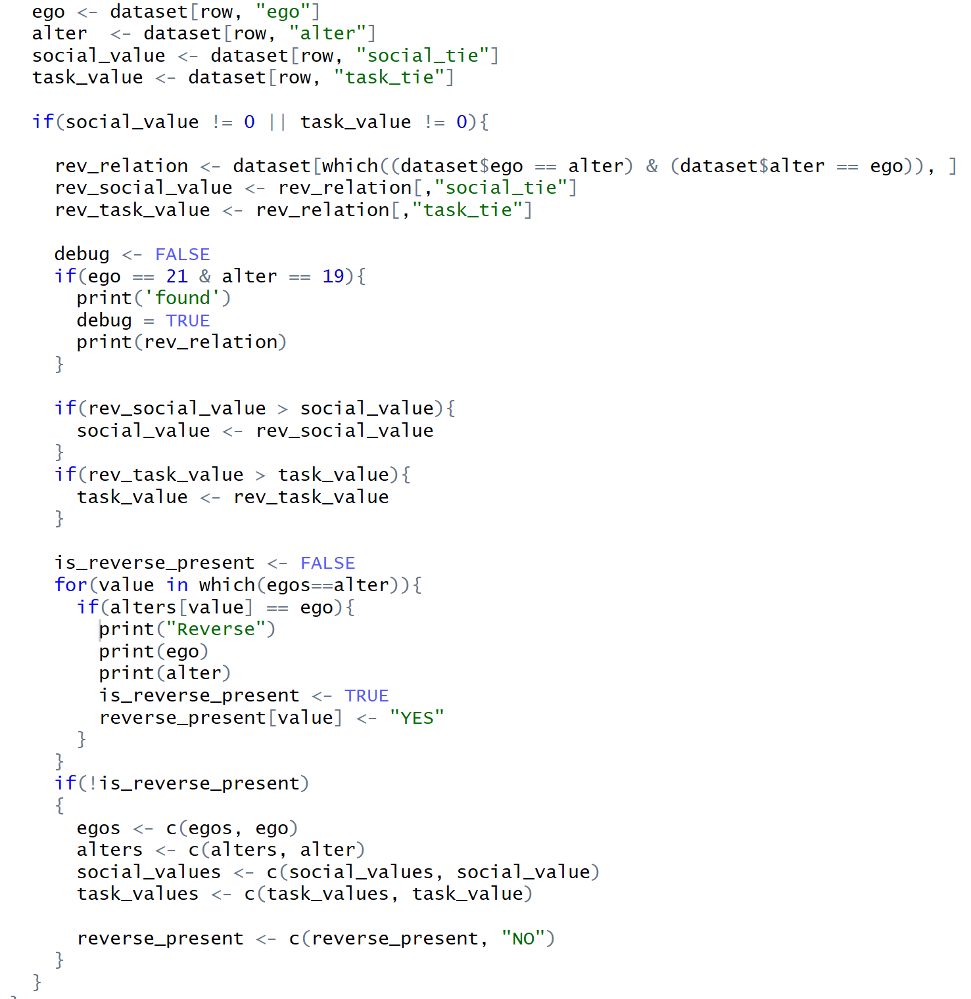 ego <- dataset[row, "ego"]
alter  <- dataset[row, "alter"]
social_value <- dataset[row, "social_tie"]
task_value <- dataset[row, "task_tie"]
if(social_value != 0 || task_value != 0){
rev_relation <- dataset[which((dataset$ego == alter) & (dataset$alter == ego)), ]
rev_social_value <- rev_relation[,"social_tie"]
rev_task_value <- rev_relation[,"task_tie"]
debug <- FALSE
if(ego == 21 & alter == 19){
print('found')
debug = TRUE
print(rev_relation)
}
if(rev_social_value > social_value){
social_value <- rev_social_value
}
if(rev_task_value > task_value){
task_value <- rev_task_value
}
is_reverse_present <- FALSE
for(value in which(egos==alter)){
if(alters[value] == ego){
print("Reverse")
print(ego)
print(alter)
is_reverse_present <- TRUE
reverse_present[value] <- "YES"
}
}
if(!is_reverse_present)
{
egos <- c(egos, ego)
alters <- c(alters, alter)
social_values <- c(social_values, social_value)
task_values <- c(task_values, task_value)
reverse_present <- c(reverse_present, "NO")
}
}